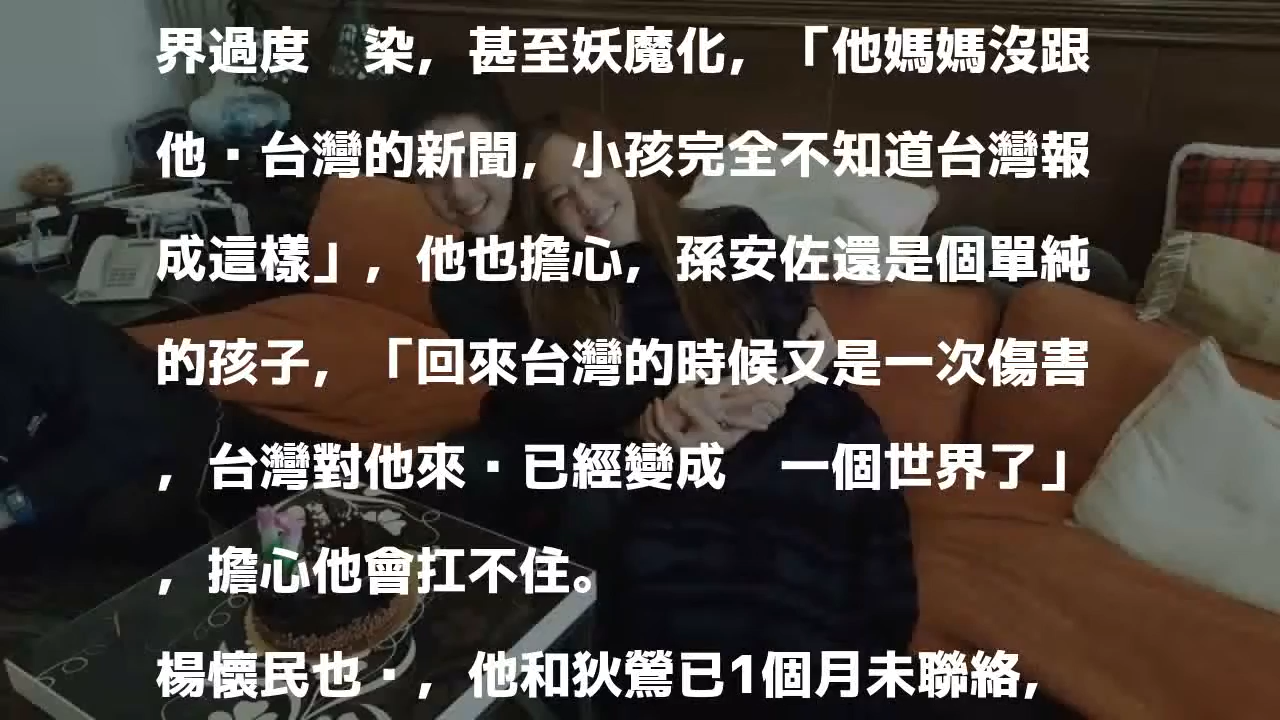 界過度 染，甚至妖魔化，「他媽媽沒跟
他·台灣的新聞，小孩完全不知道台灣報
成這樣」，他也擔心，孫安佐還是個單純
的孩子，「回來台灣的時候又是一次傷害
，台灣對他來·已經變成 一個世界了」
，擔心他會扛不住。
楊懷民也·，他和狄鶯已1個月未聯絡，